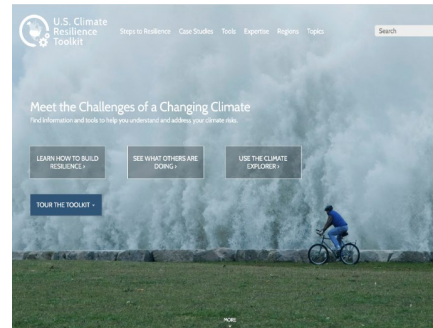 U.S. Climate
Resilience
Toolkit
Steps to Resilience Case Studies Tools Expertise Regions Topics
Search
Meet the Challenges of a Changing Climate
Find information and tools to help you understand and address your climate risks.
LEARN HOW TO BUILD
RESILIENCE ›
SEE WHAT OTHERS ARE
DOING ›
USE THE CLIMATE
EXPLORER ›
TOUR THE TOOLKIT ›
MORE